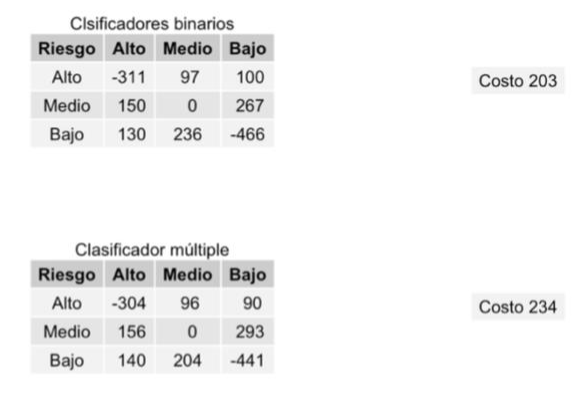 Clsificadores binarios
Riesgo Alto Medio Bajo
Alto -311 97 100
Costo 203
Medio 150 0 267
Bajo 130 236 -466
Clasificador múltiple
Riesgo Alto Medio Bajo
Alto -304 96 90
Costo 234
Medio 156 0 293
Bajo 140 204 -441